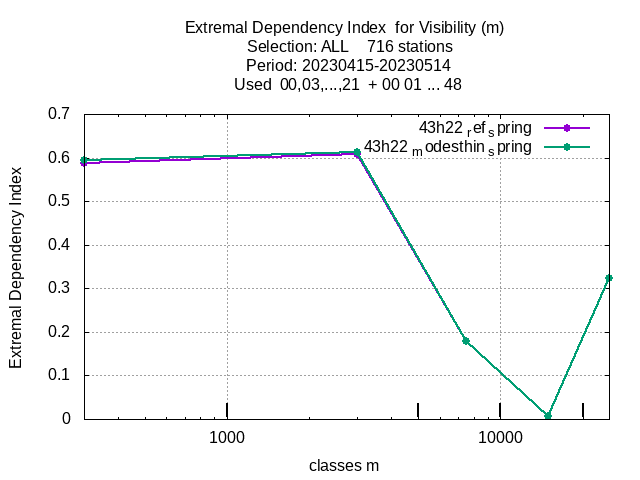 Extremal Dependency Index  for Visibility (m)
Selection: ALL    716 stations
Period: 20230415-20230514
Used  00,03,...,21  + 00 01 ... 48
0.7
43h22 ref spring
0.6
43h22 modesthin spring
0.5
0.4
0.3
0.2
0.1
0
Extremal Dependency Index
1000
10000
classes m